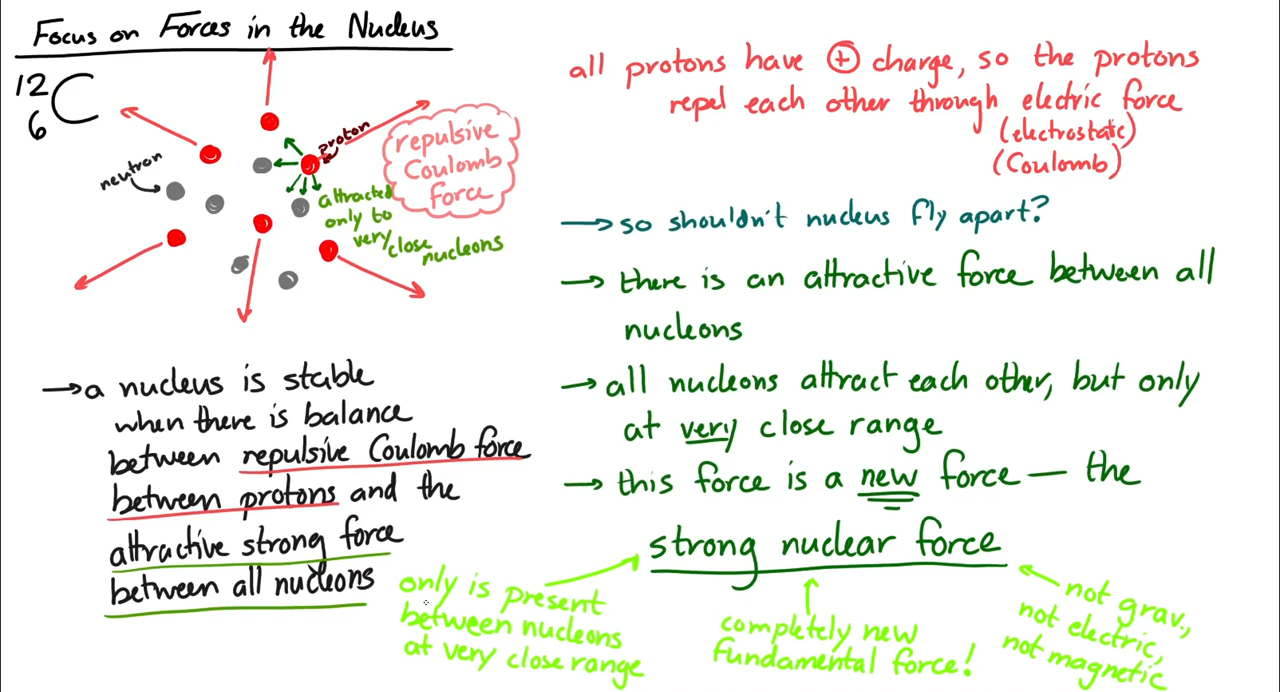 Focus on Forces in the Nucleus
12
6
C
neutron
proton
attracted
only to
very close nucleons
repulsive
Coulomb
force
→ a nucleus is stable
when there is balance
between repulsive Coulomb force
between protons and the
attractive strong force
between all nucleons
all protons have ⊕ charge, so the protons
repel each other through electric force
(electrostatic)
(Coulomb)
→ so shouldn't nucleus fly apart?
→ there is an attractive force between all
nucleons
→ all nucleons attract each other, but only
at very close range
→ this force is a new force — the
strong nuclear force
only is present
between nucleons
at very close range
completely new
fundamental force!
not grav.,
not electric,
not magnetic